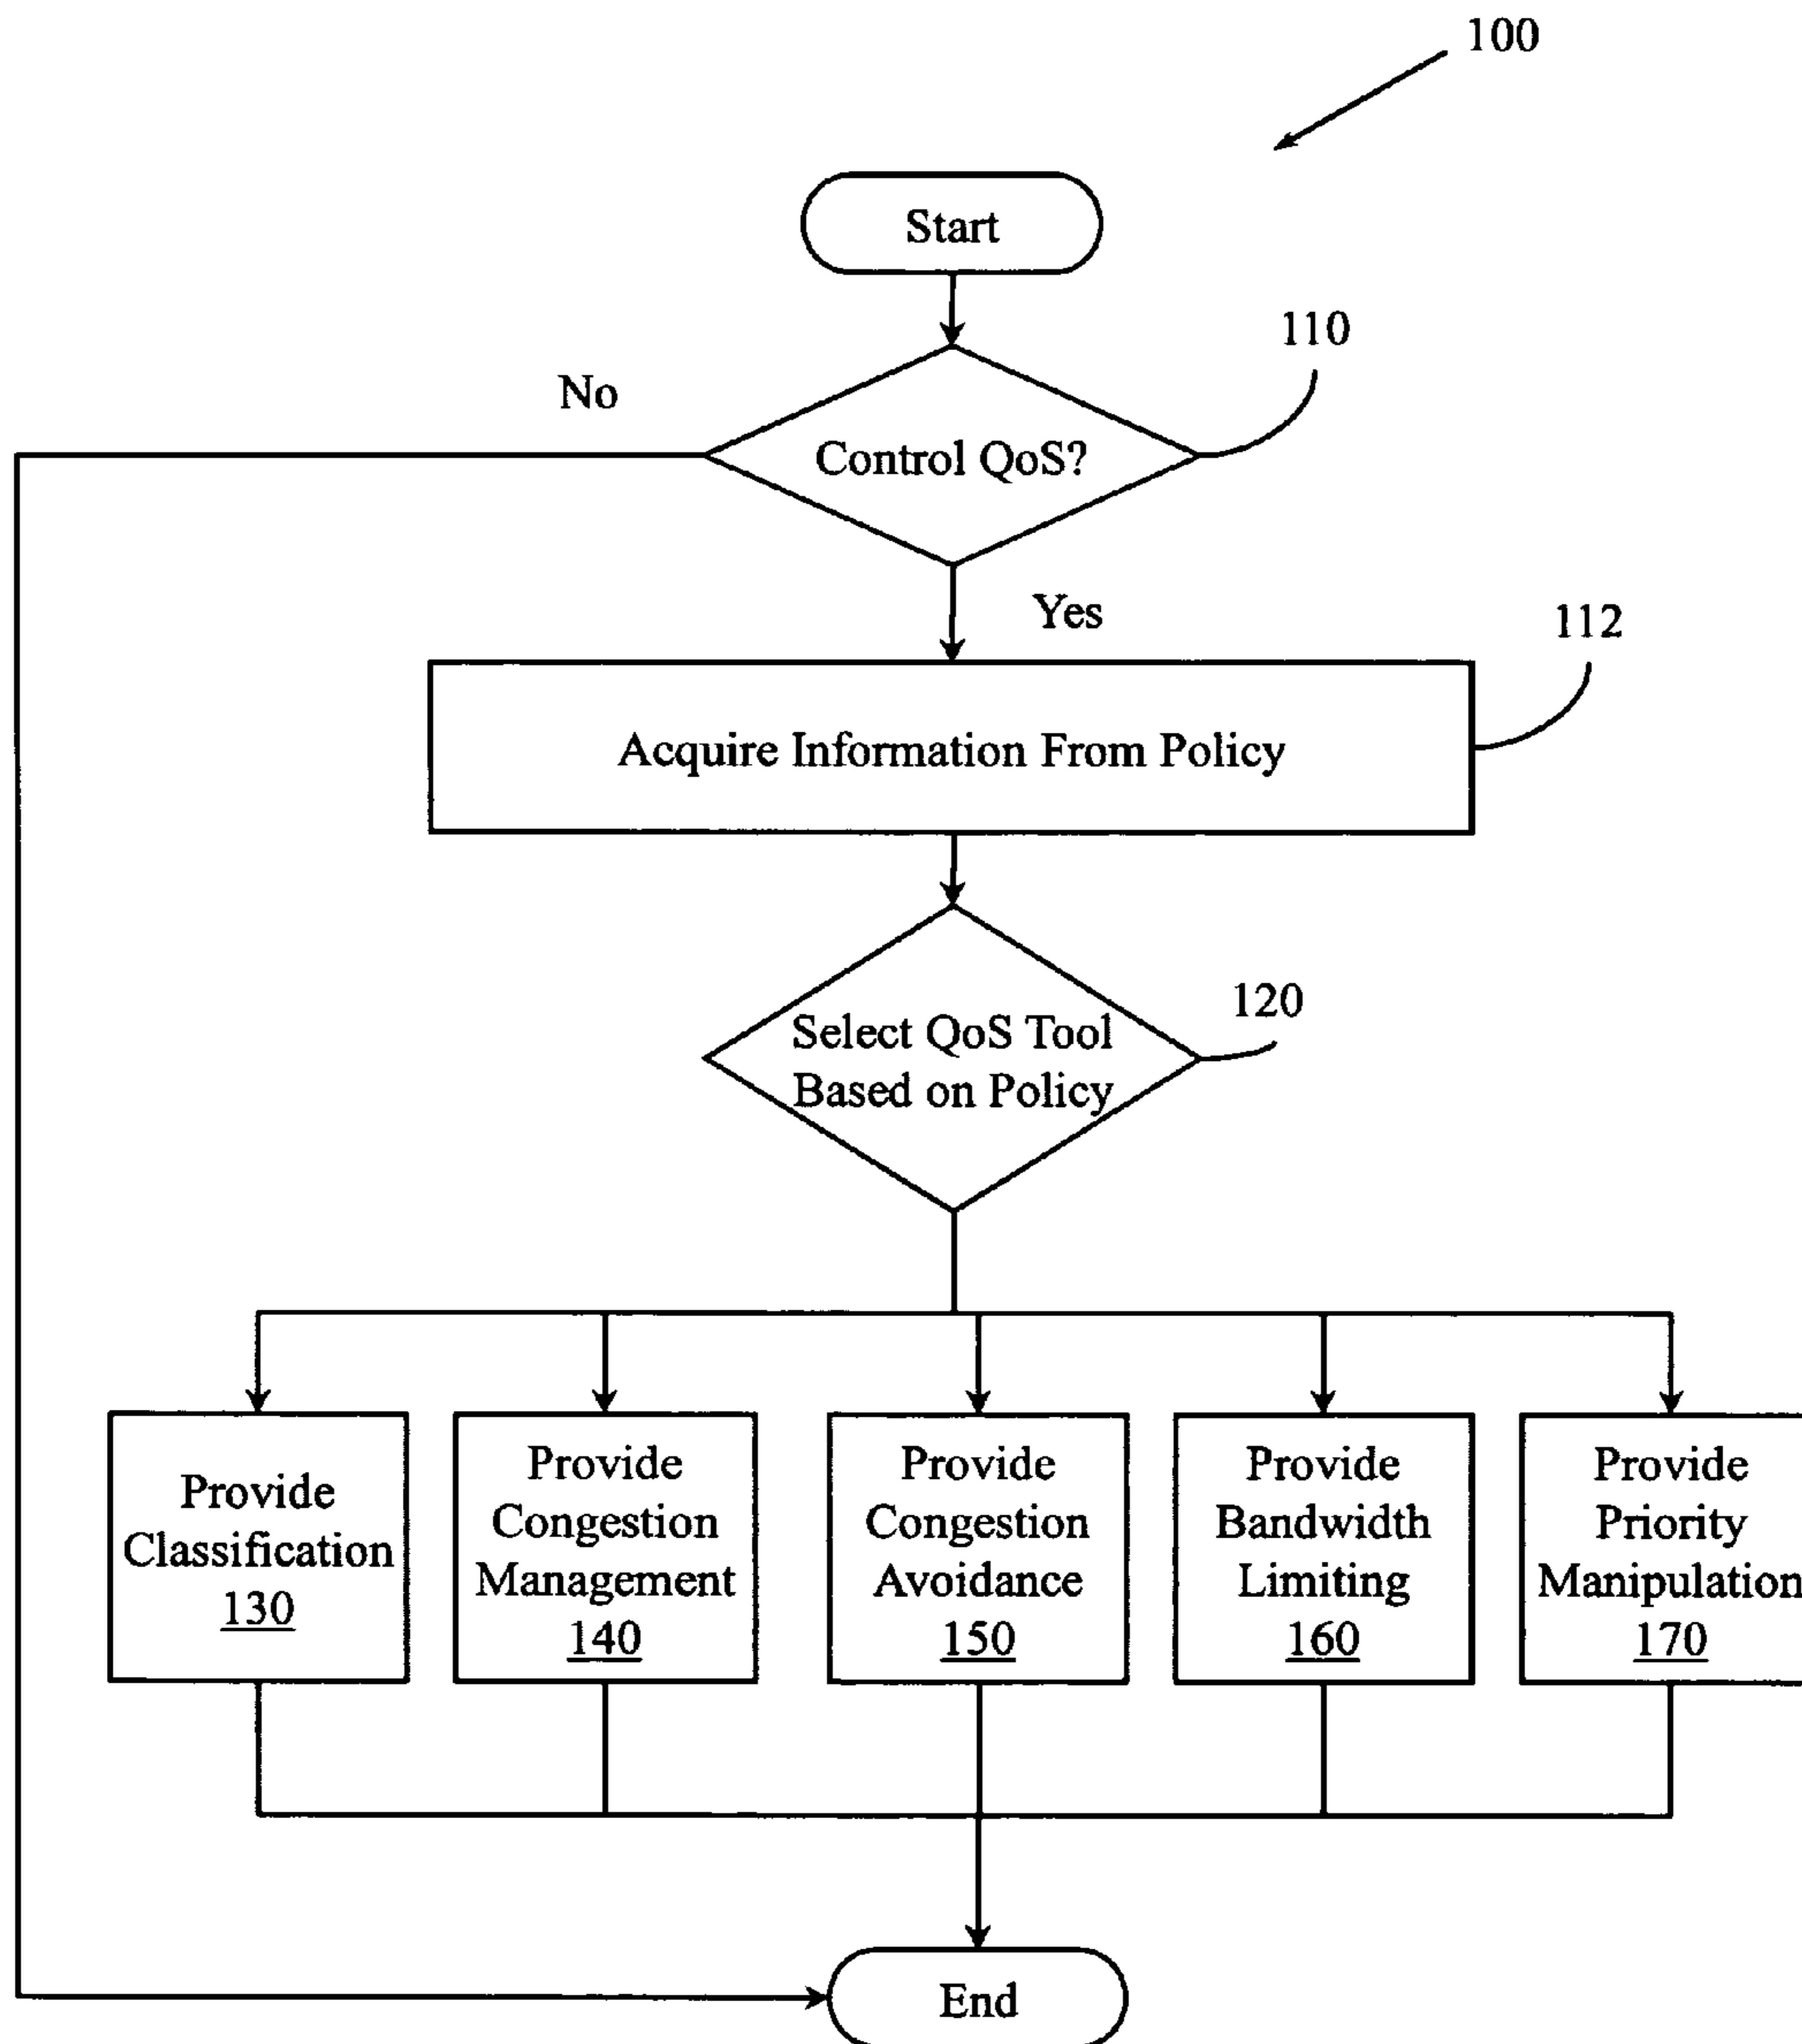 100
Start
110
No
Control QoS?
Yes
112
Acquire Information From Policy
120
Select QoS Tool
Based on Policy
Provide
Classification
130
Provide
Congestion
Management
140
Provide
Congestion
Avoidance
150
Provide
Bandwidth
Limiting
160
Provide
Priority
Manipulation
170
End